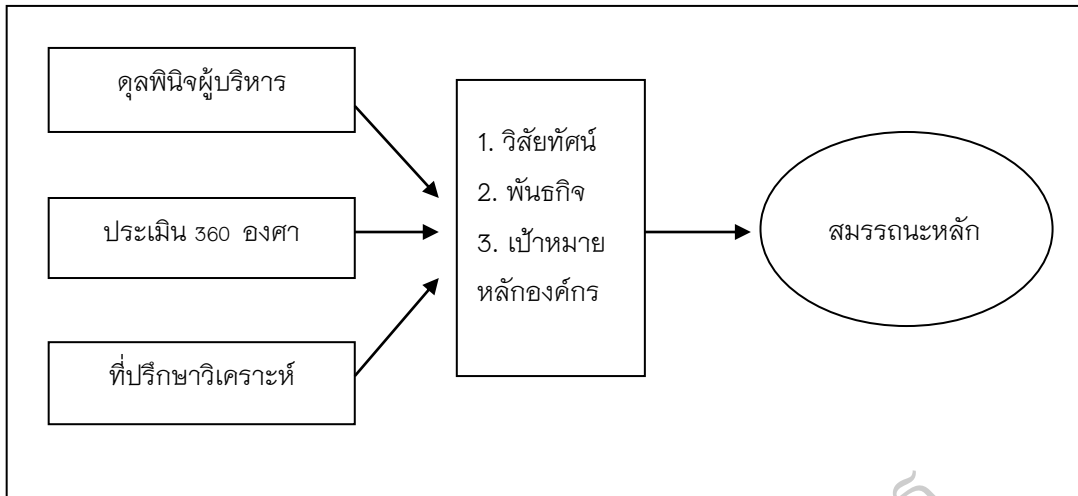 ดุลพินิจผู้บริหาร
ประเมิน 360 องศา
ที่ปรึกษาวิเคราะห์
1. วิสัยทัศน์
2. พันธกิจ
3. เป้าหมาย
หลักองค์กร
สมรรถนะหลัก